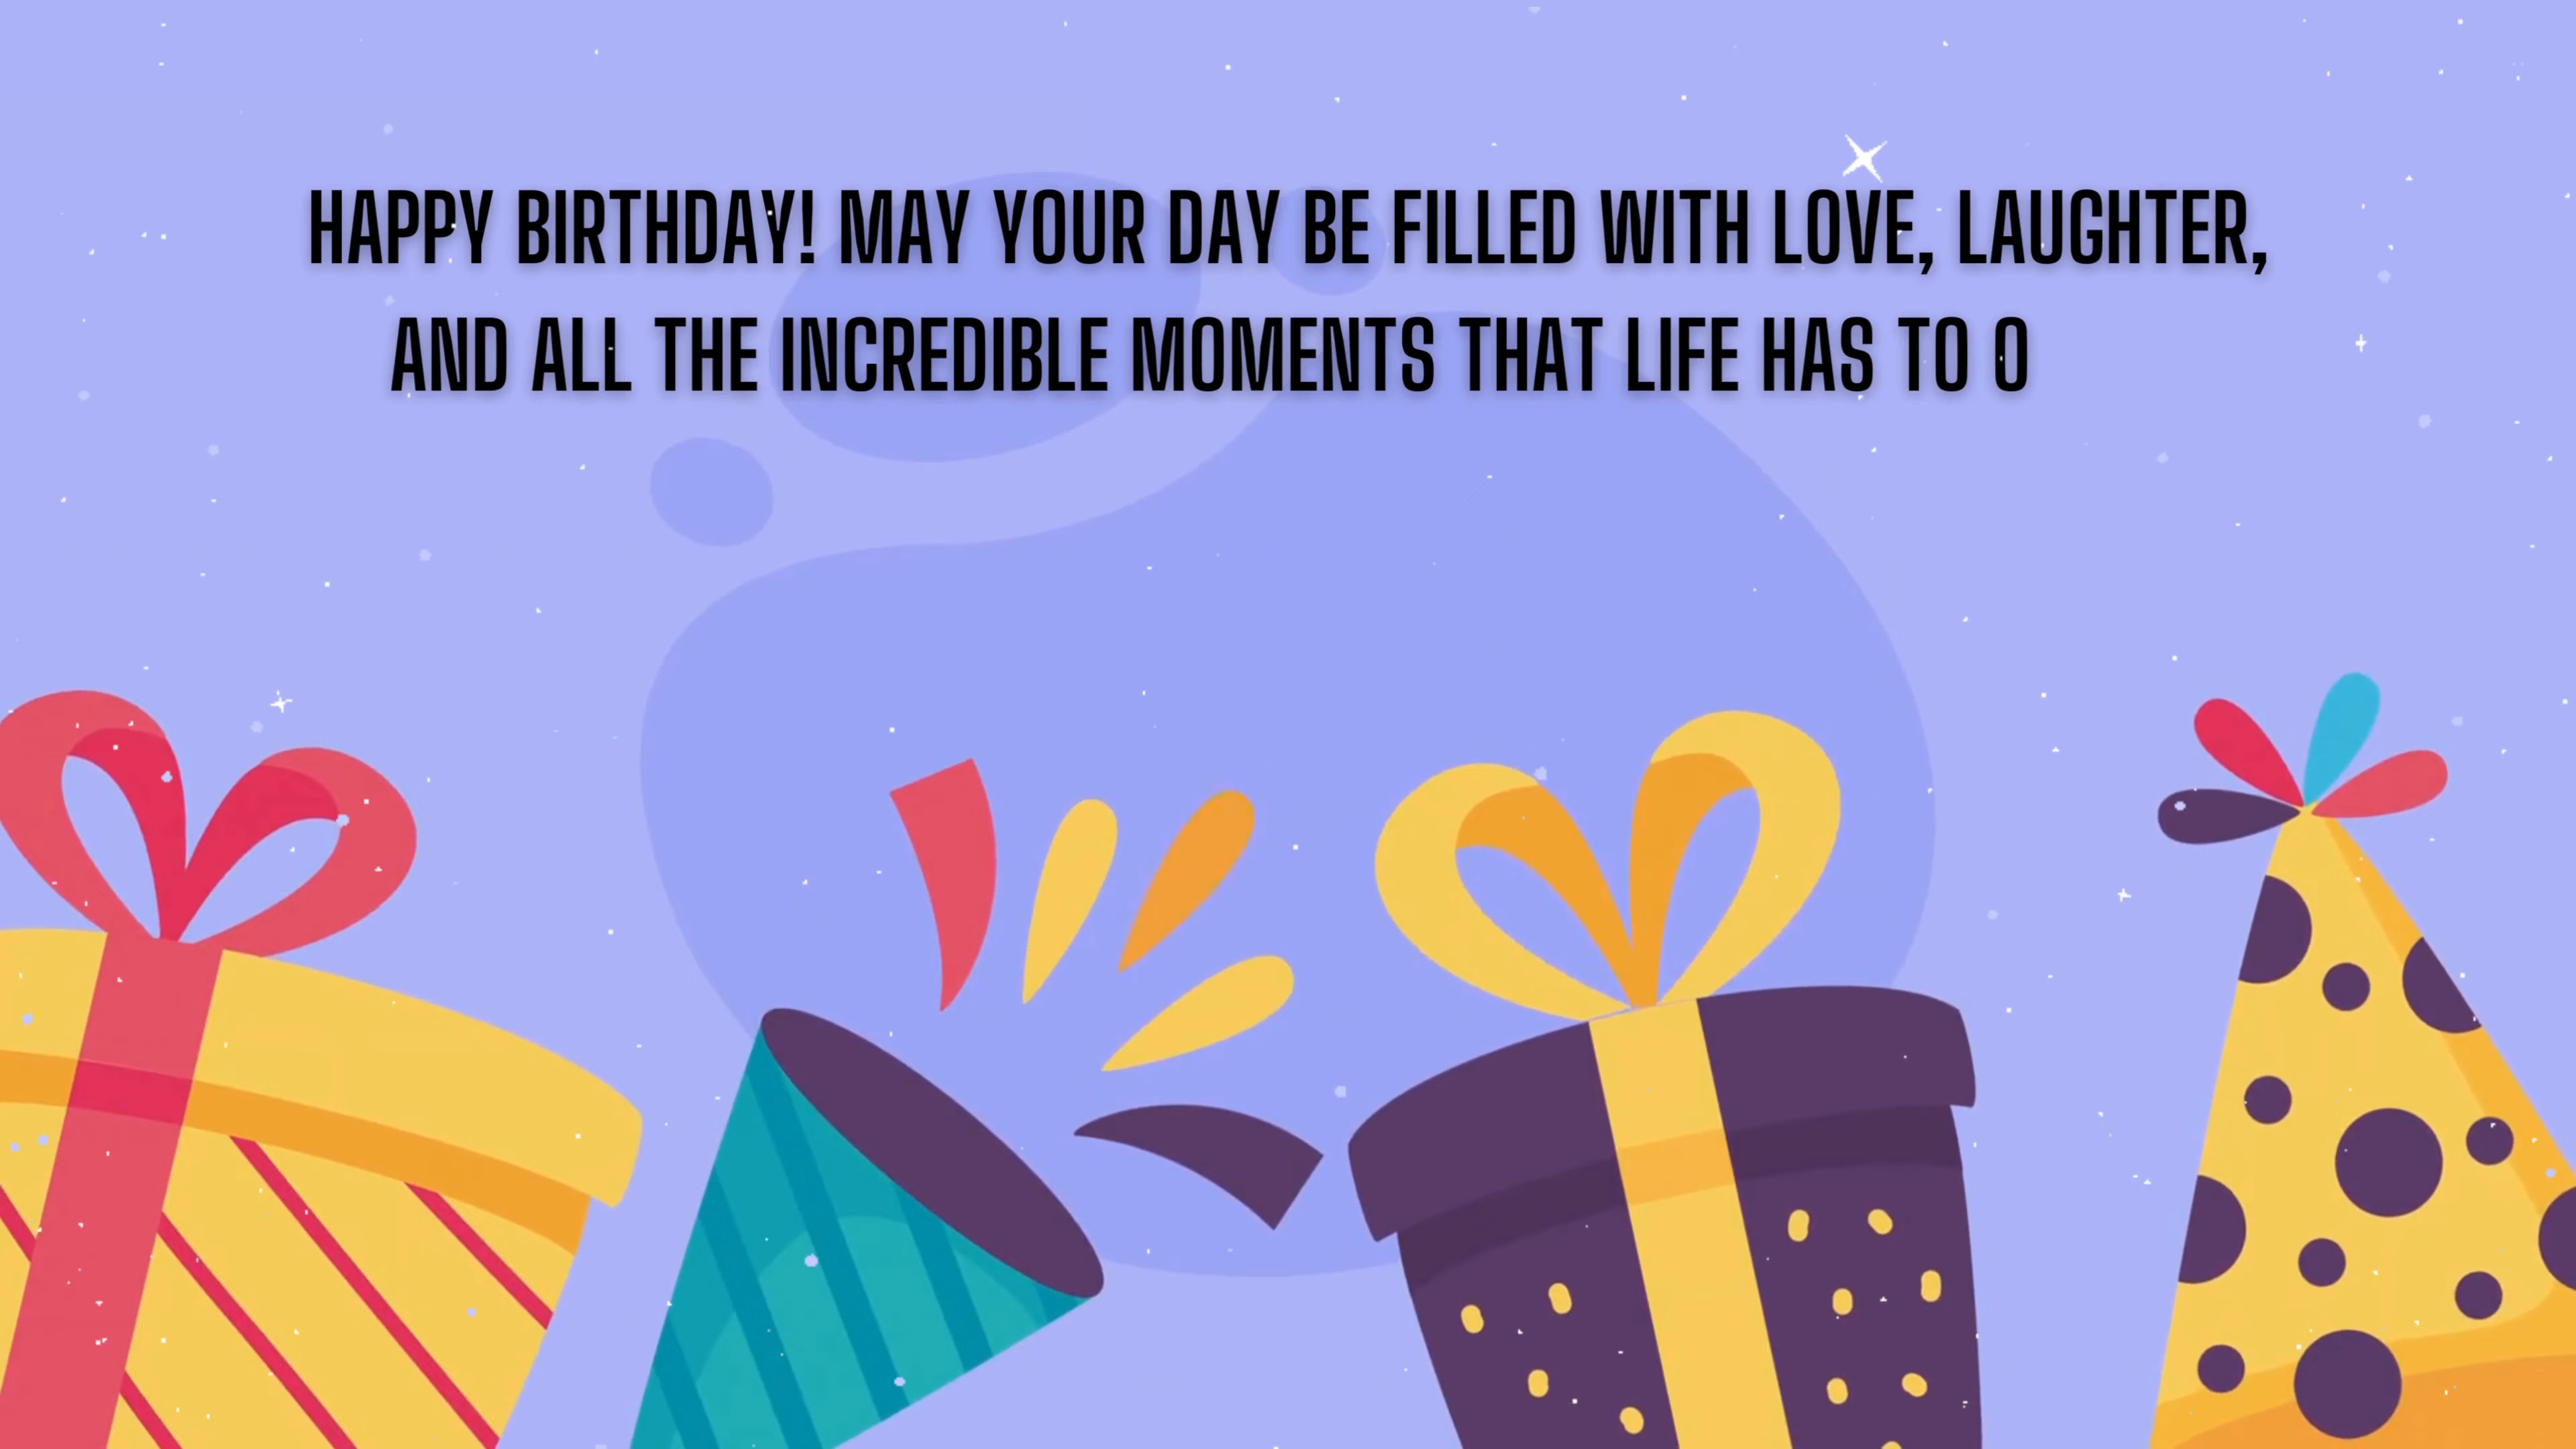 HAPPY BIRTHDAY! MAY YOUR DAY BE FILLED WITH LOVE, LAUGHTER,
AND ALL THE INCREDIBLE MOMENTS THAT LIFE HAS TO O